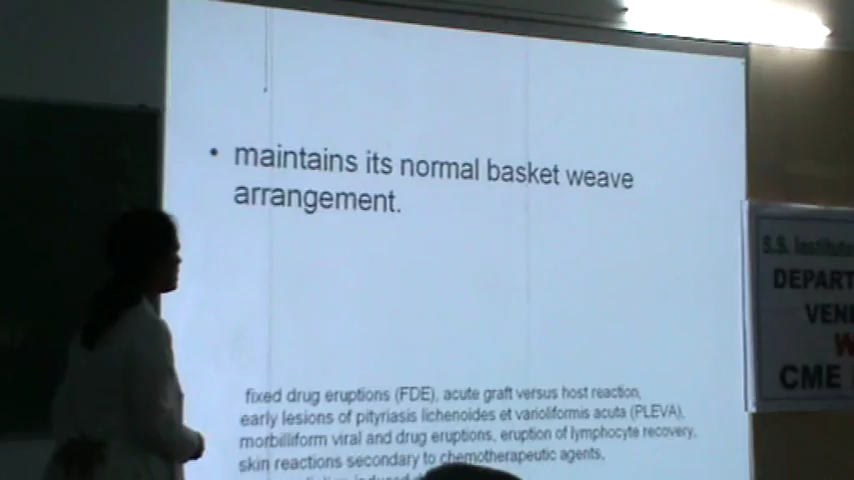 • maintains its normal basket weave
arrangement.
fixed drug eruptions (FDE), acute graft versus host reaction,
early lesions of pityriasis lichenoides et varioliformis acuta (PLEVA),
morbilliform viral and drug eruptions, eruption of lymphocyte recovery,
skin reactions secondary to chemotherapeutic agents,
S.S. Institute
DEPART
VENE
CME